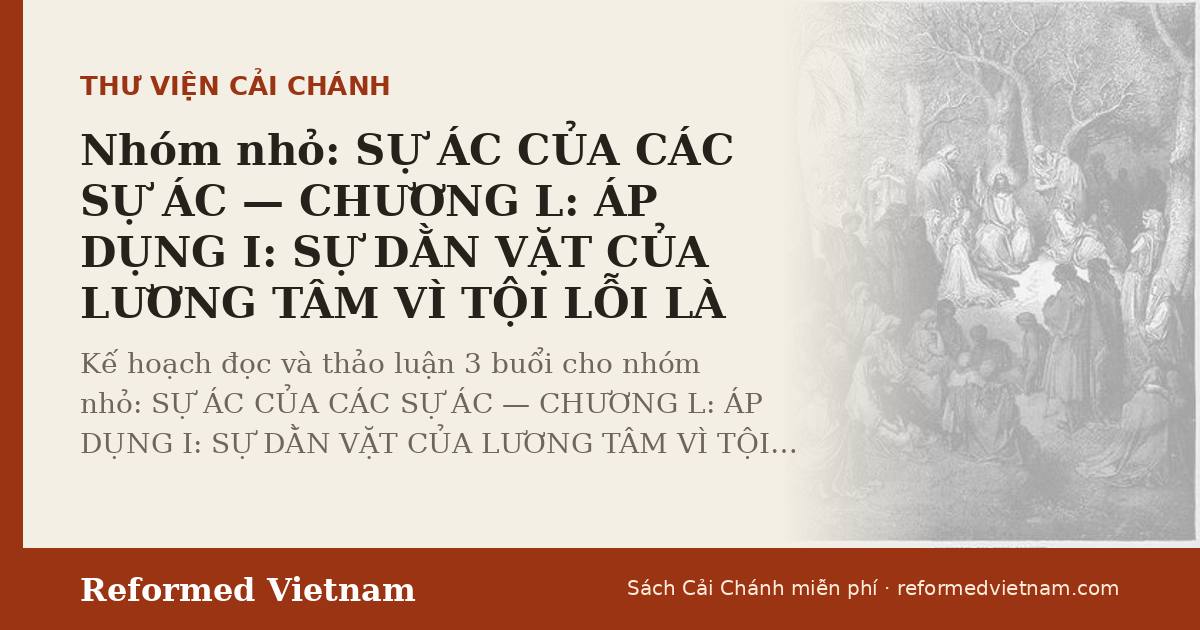 THƯ VIỆN CẢI CHÁNH
Nhóm nhỏ: SỰ ÁC CỦA CÁC
SỰ ÁC — CHƯƠNG L: ÁP
DỤNG I: SỰ DẰN VẶT CỦA
LƯƠNG TÂM VÌ TỘI LỖI LÀ
Kế hoạch đọc và thảo luận 3 buổi cho nhóm
nhỏ: SỰ ÁC CỦA CÁC SỰ ÁC — CHƯƠNG L: ÁP
DỤNG I: SỰ DẰN VẶT CỦA LƯƠNG TÂM VÌ TỘI...
Reformed Vietnam
Sách Cải Chánh miễn phí · reformedvietnam.com